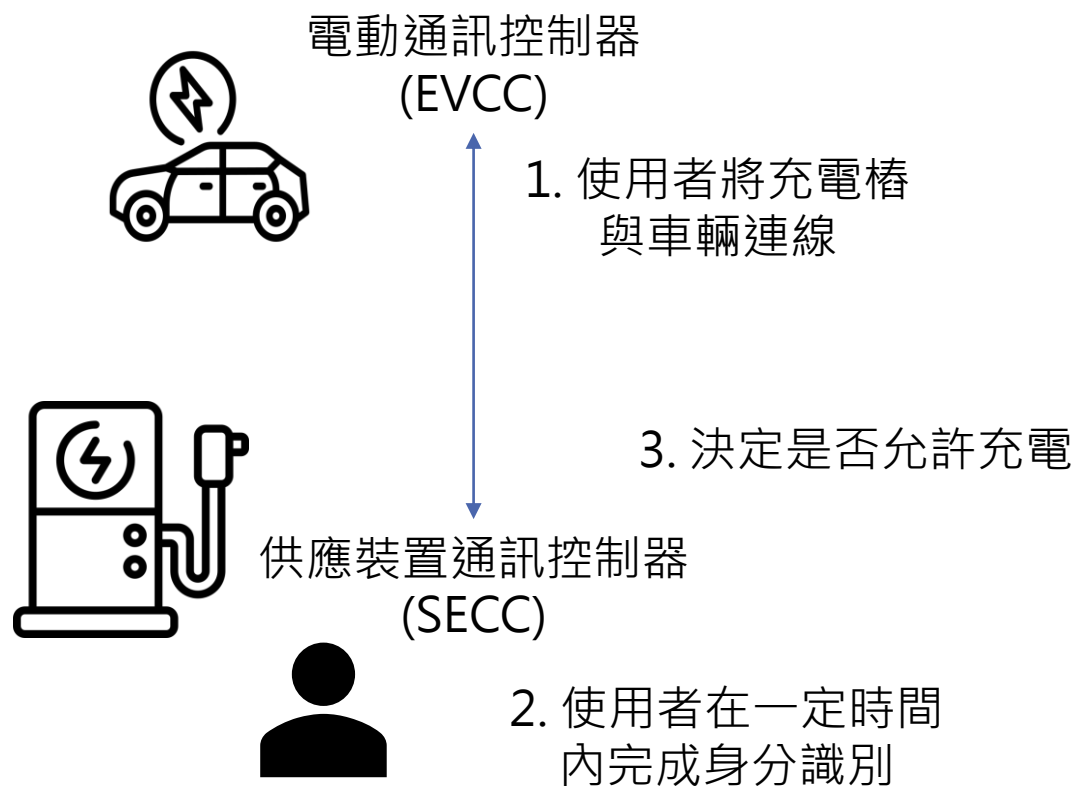 電動通訊控制器
(EVCC)
1. 使用者將充電樁
與車輛連線
3. 決定是否允許充電
供應裝置通訊控制器
(SECC)
2. 使用者在一定時間
內完成身分識別